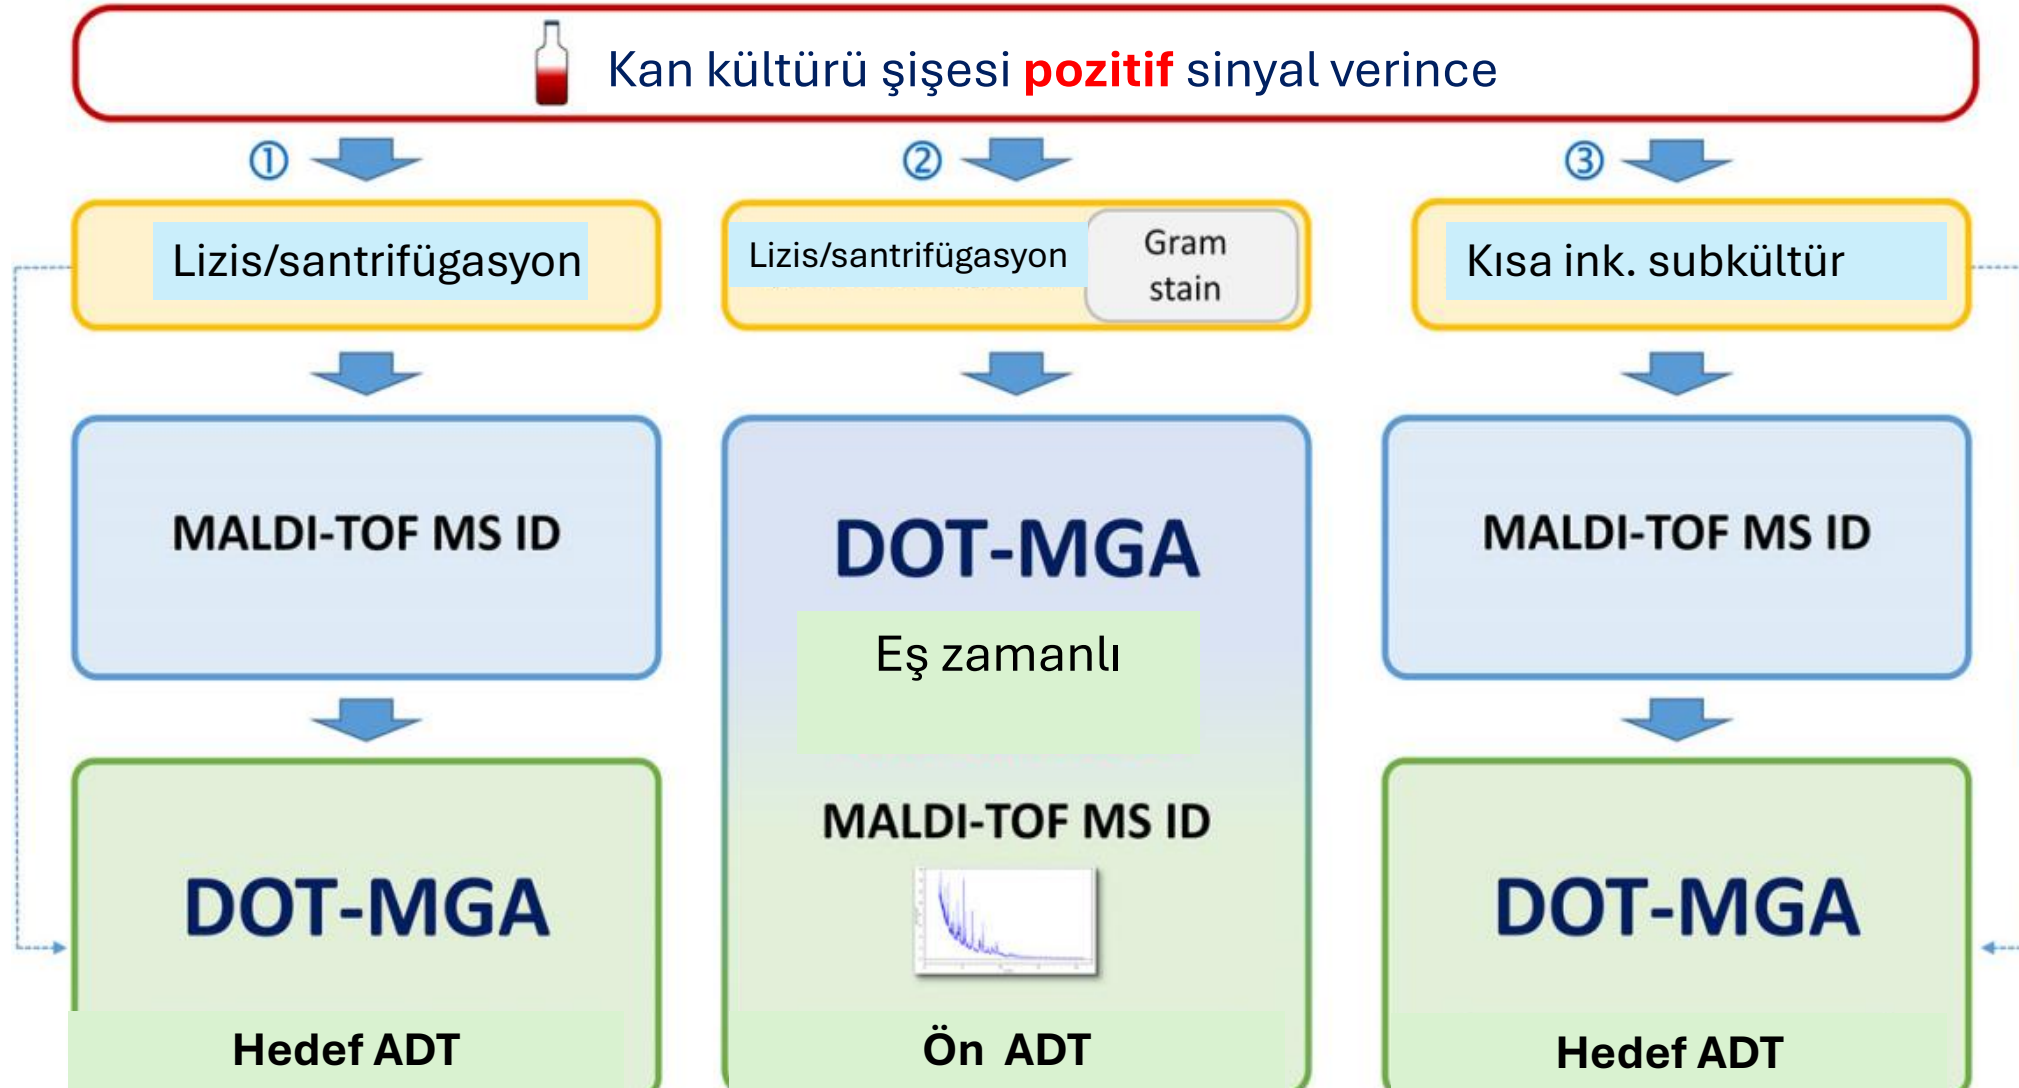 Kan kültürü şişesi pozitif sinyal verince
①
②
③
Lizis/santrifügasyon
Lizis/santrifügasyon
Gram
stain
Kısa ink. subkültür
MALDI-TOF MS ID
DOT-MGA
Eş zamanlı
MALDI-TOF MS ID
MALDI-TOF MS ID
DOT-MGA
Hedef ADT
Ön ADT
DOT-MGA
Hedef ADT